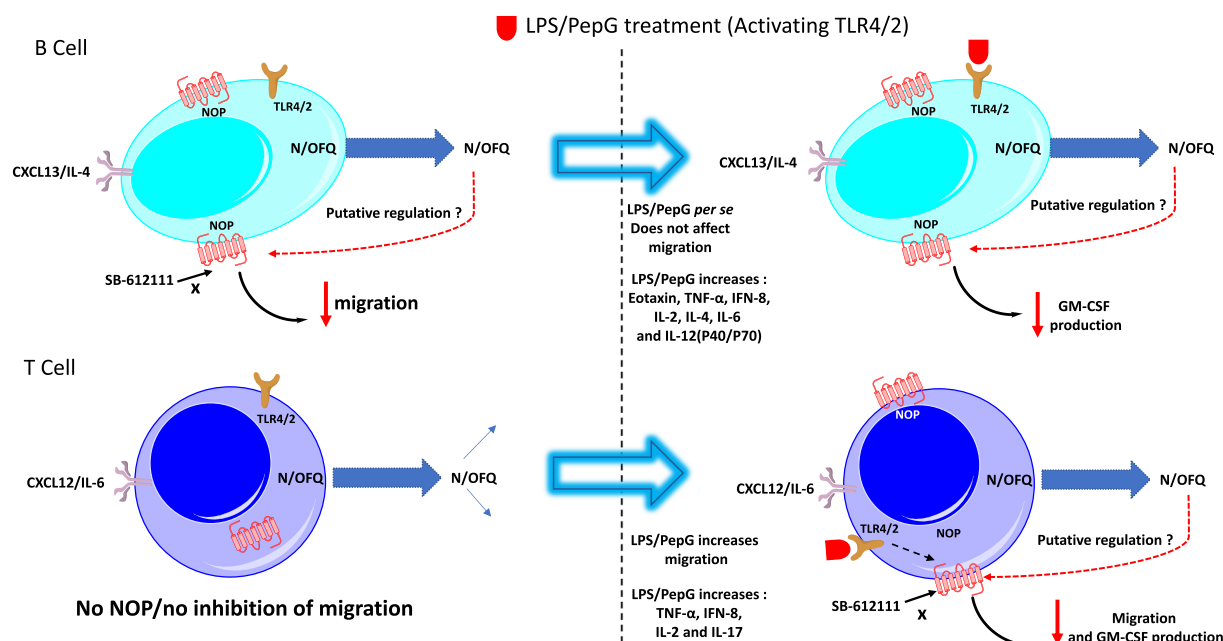 LPS/PepG treatment (Activating TLR4/2)
B Cell
NOP
TLR4/2
N/OFQ
N/OFQ
CXCL13/IL-4
Putative regulation ?
NOP
SB-612111
X
migration
LPS/PepG per se
Does not affect
migration
LPS/PepG increases :
Eotaxin, TNF-α, IFN-8,
IL-2, IL-4, IL-6
and IL-12(P40/P70)
NOP
TLR4/2
N/OFQ
N/OFQ
CXCL13/IL-4
Putative regulation ?
NOP
GM-CSF
production
T Cell
TLR4/2
N/OFQ
N/OFQ
CXCL12/IL-6
No NOP/no inhibition of migration
LPS/PepG increases
migration
LPS/PepG increases :
TNF-α, IFN-8,
IL-2 and IL-17
NOP
N/OFQ
N/OFQ
CXCL12/IL-6
TLR4/2
NOP
Putative regulation ?
SB-612111
X
Migration
and GM-CSF production